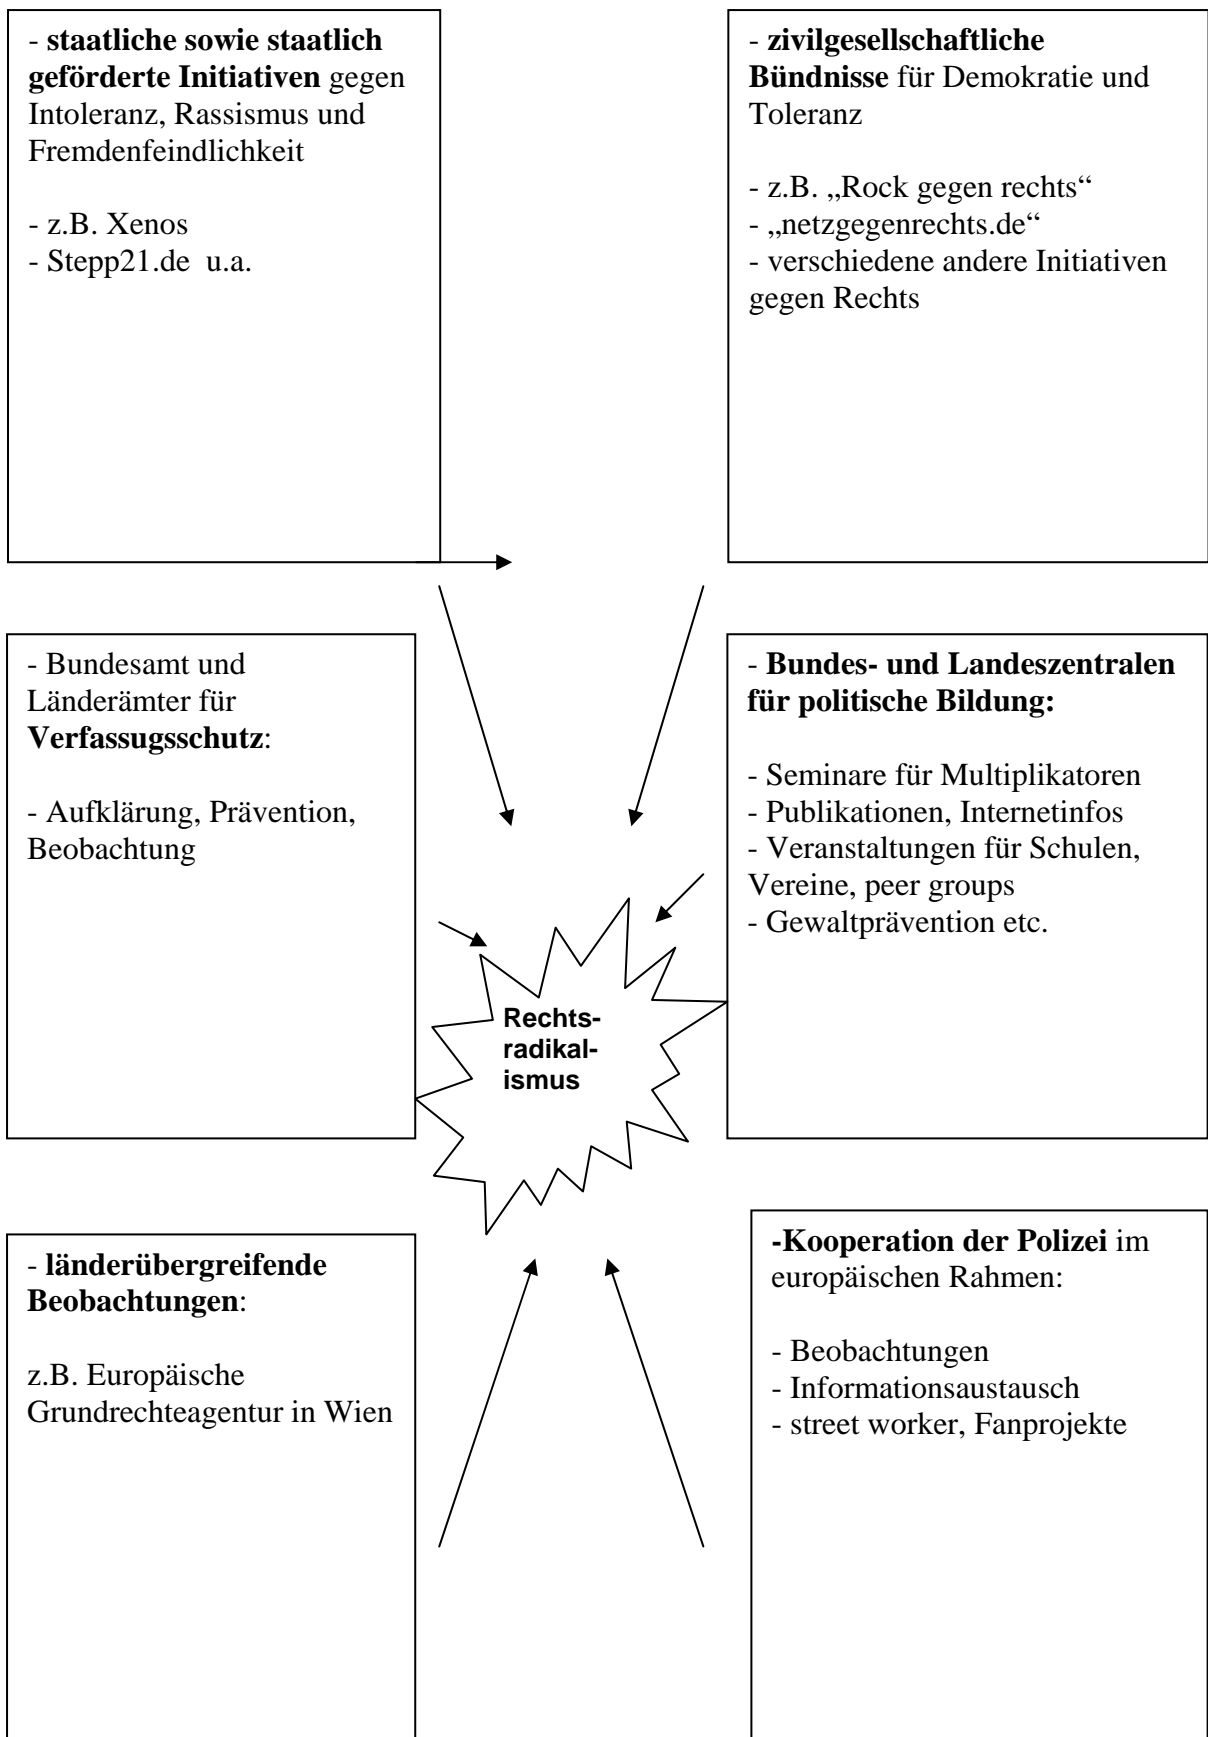 - staatliche sowie staatlich
geförderte Initiativen gegen
Intoleranz, Rassismus und
Fremdenfeindlichkeit
- z.B. Xenos
- Stepp21.de  u.a.
- zivilgesellschaftliche
Bündnisse für Demokratie und
Toleranz
- z.B. „Rock gegen rechts“
- „netzgegenrechts.de“
- verschiedene andere Initiativen
gegen Rechts
- Bundesamt und
Länderämter für
Verfassugsschutz:
- Aufklärung, Prävention,
Beobachtung
- Bundes- und Landeszentralen
für politische Bildung:
- Seminare für Multiplikatoren
- Publikationen, Internetinfos
- Veranstaltungen für Schulen,
Vereine, peer groups
- Gewaltprävention etc.
Rechts-
radikal-
ismus
- länderübergreifende
Beobachtungen:
z.B. Europäische
Grundrechteagentur in Wien
-Kooperation der Polizei im
europäischen Rahmen:
- Beobachtungen
- Informationsaustausch
- street worker, Fanprojekte